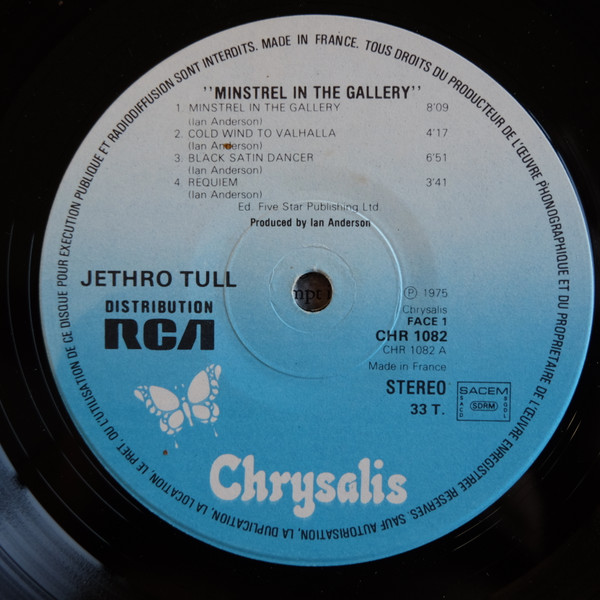 SAUF AUTORISATION, LA DUPLICATION, LA LOCATION, LE PRET, OU L'UTILISATION DE CE DISQUE POUR EXECUTION PUBLIQUE ET RADIODIFFUSION SONT INTERDITS. MADE IN FRANCE. TOUS DROITS DU PRODUCTEUR DE L'ŒUVRE PHONOGRAPHIQUE ET DU PROPRIETAIRE DE L'ŒUVRE ENREGISTREE RESERVES.
''MINSTREL IN THE GALLERY''
1. MINSTREL IN THE GALLERY 8'09
(Ian Anderson)
2. COLD WIND TO VALHALLA 4'17
(Ian Anderson)
3. BLACK SATIN DANCER 6'51
(Ian Anderson)
4. REQUIEM 3'41
(Ian Anderson)
Ed. Five Star Publishing Ltd.
Produced by Ian Anderson
JETHRO TULL
DISTRIBUTION
RCA
npt
Ⓟ 1975
Chrysalis
FACE 1
CHR 1082
CHR 1082 A
Made in France
STEREO
33 T.
SACEM
SACD
SDRM
SGDL
Chrysalis